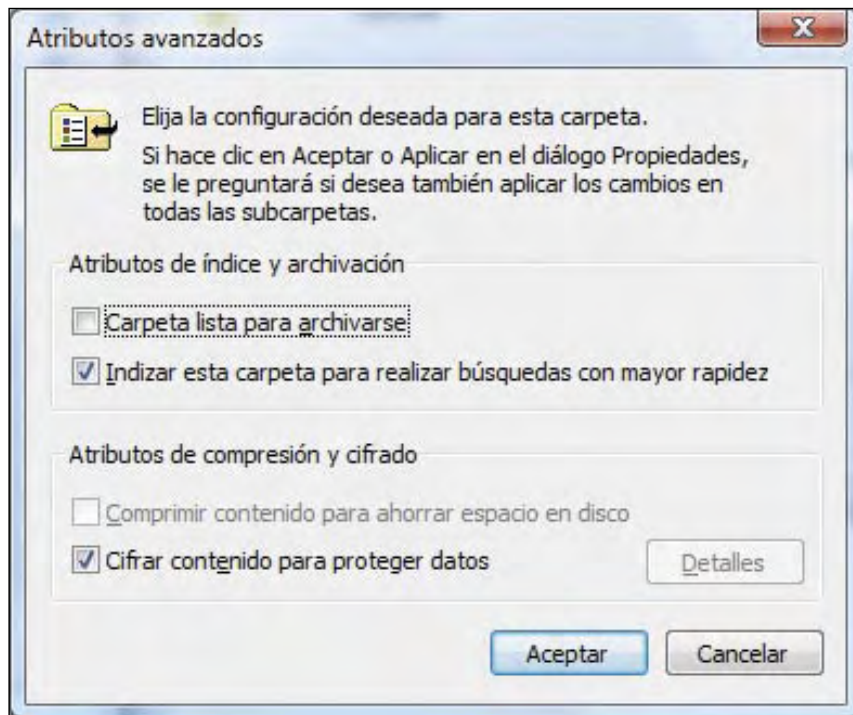 Atributos avanzados
Elija la configuración deseada para esta carpeta.
Si hace clic en Aceptar o Aplicar en el diálogo Propiedades,
se le preguntará si desea también aplicar los cambios en
todas las subcarpetas.
Atributos de índice y archivación
Carpeta lista para archivarse
Indizar esta carpeta para realizar búsquedas con mayor rapidez
Atributos de compresión y cifrado
Comprimir contenido para ahorrar espacio en disco
Cifrar contenido para proteger datos
Detalles
Aceptar
Cancelar